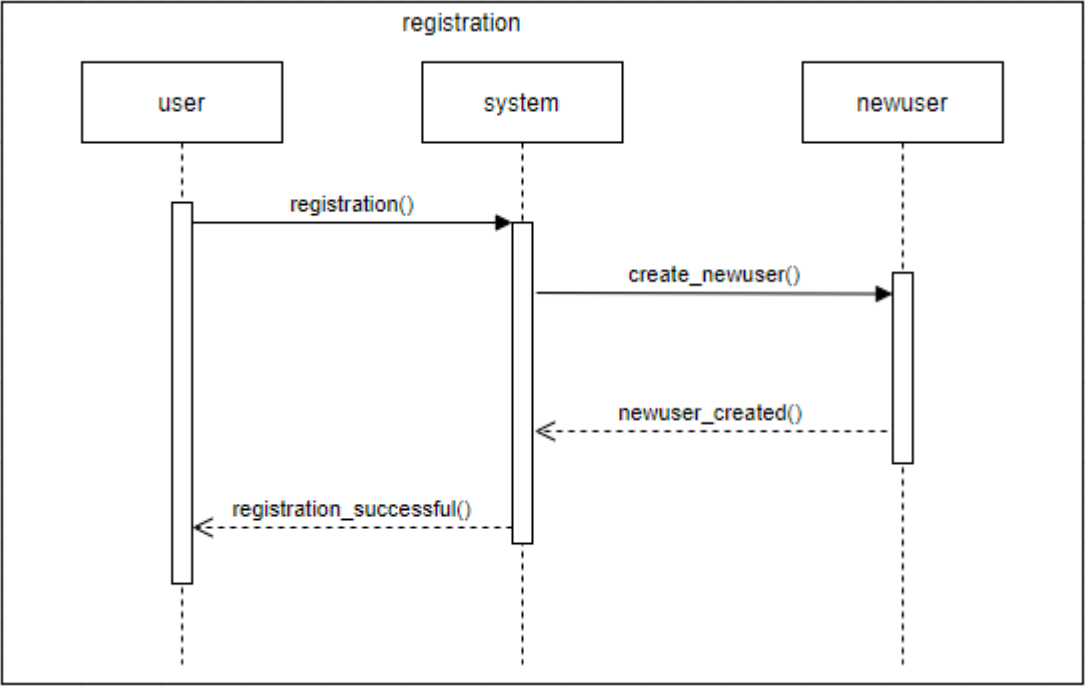 registration
user
system
newuser
registration()
create_newuser()
newuser_created()
registration_successful()